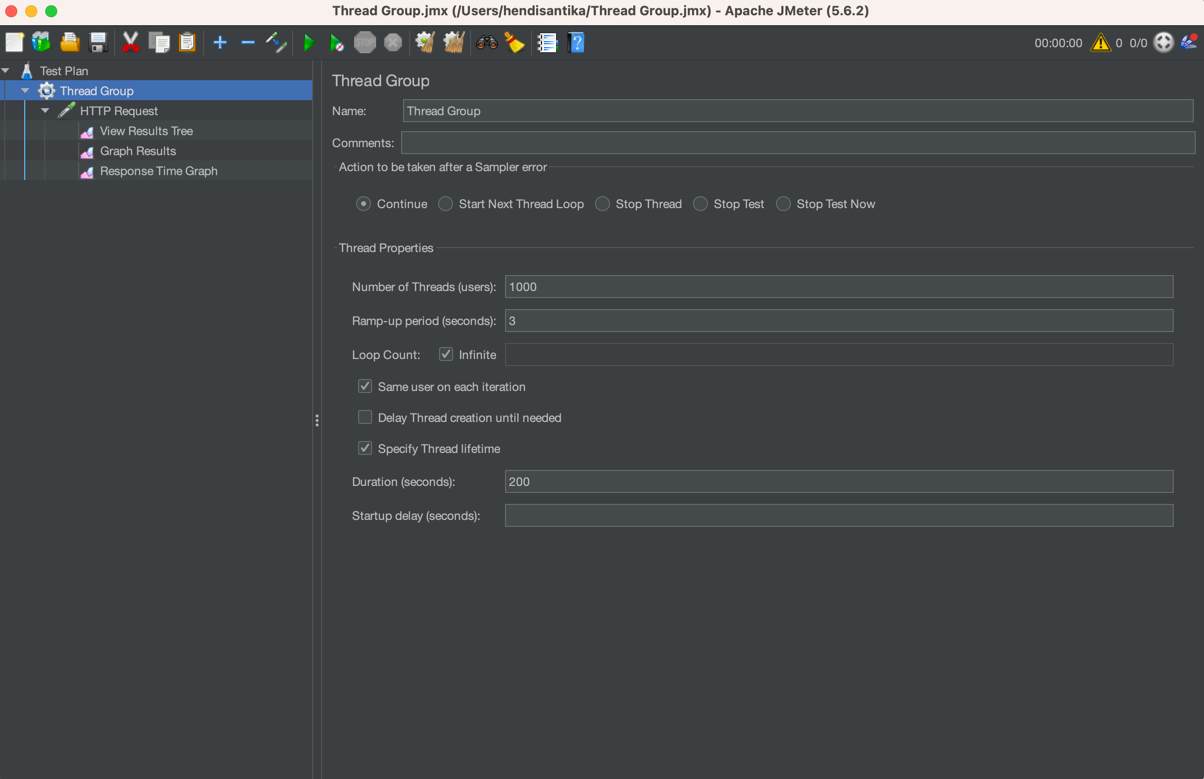 Thread Group.jmx (/Users/hendisantika/Thread Group.jmx) - Apache JMeter (5.6.2)
STOP
00:00:00 0 0/0
Test Plan
Thread Group
HTTP Request
View Results Tree
Graph Results
Response Time Graph
Thread Group
Name: Thread Group
Comments:
Action to be taken after a Sampler error
Continue Start Next Thread Loop Stop Thread Stop Test Stop Test Now
Thread Properties
Number of Threads (users): 1000
Ramp-up period (seconds): 3
Loop Count: Infinite
Same user on each iteration
Delay Thread creation until needed
Specify Thread lifetime
Duration (seconds): 200
Startup delay (seconds):